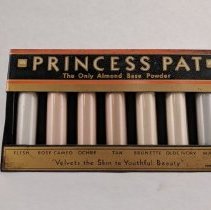 PRINCESS PAT
The Only Almond Base Powder
FLESH ROSE CAMEO OCHRE TAN BRUNETTE OLDE IVORY
"Velvets the Skin to Youthful Beauty"